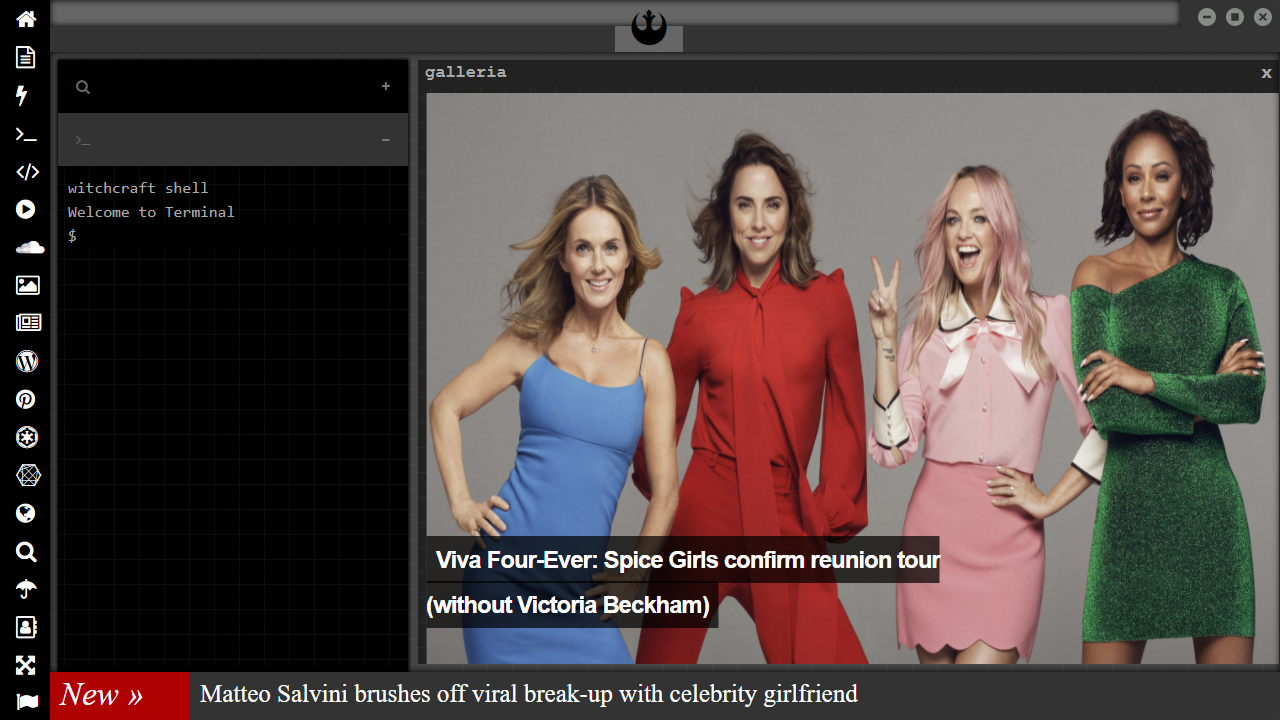 galleria x
witchcraft shell
Welcome to Terminal
$
Viva Four-Ever: Spice Girls confirm reunion tour
(without Victoria Beckham)
New » Matteo Salvini brushes off viral break-up with celebrity girlfriend